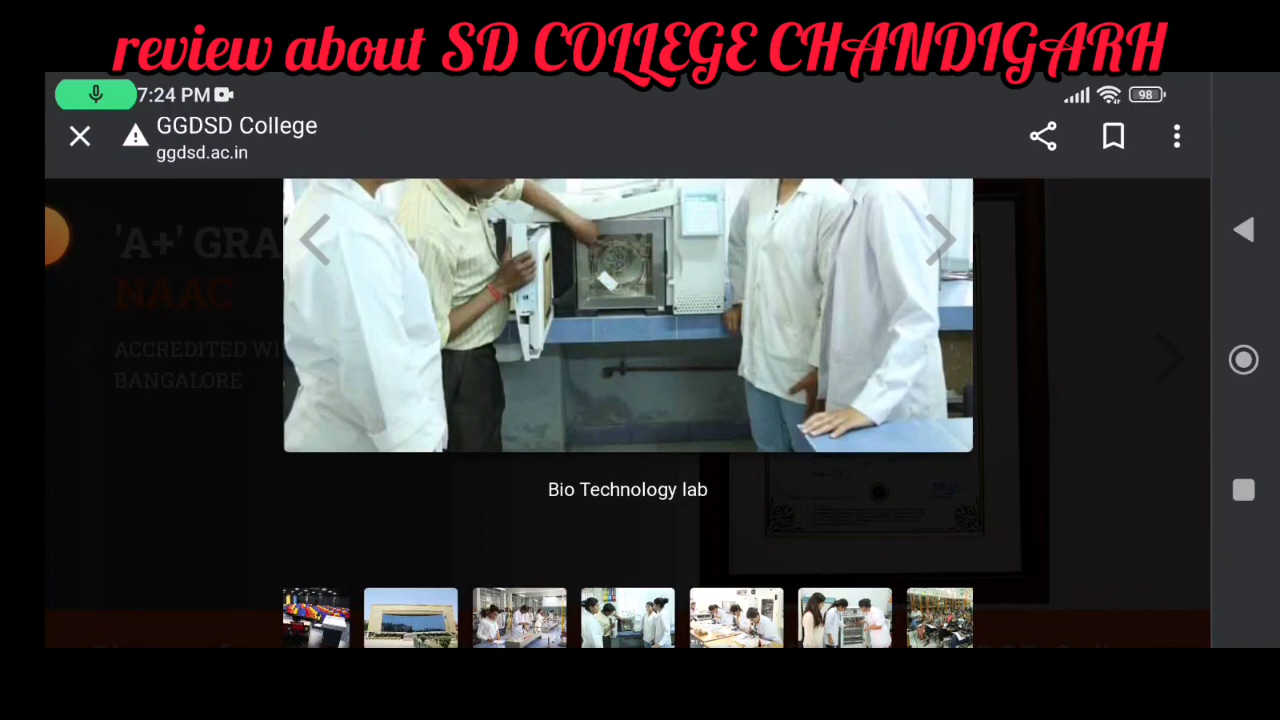 review about SD COLLEGE CHANDIGARH
7:24 PM
98
GGDSD College
ggdsd.ac.in
'A+' GRA
NAAC
ACCREDITED WI
BANGALORE
Bio Technology lab